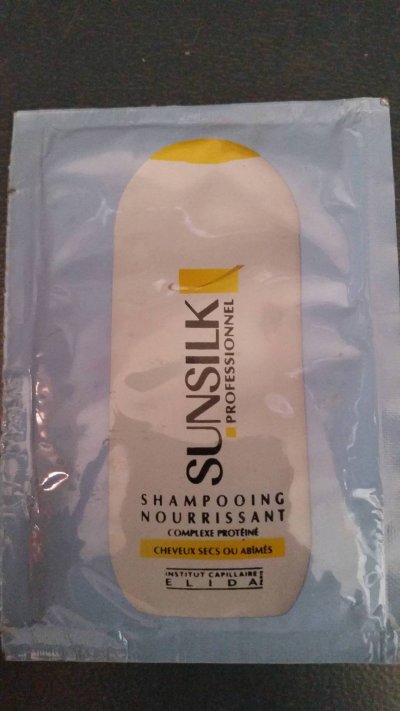 SUNSILK
PROFESSIONNEL
SHAMPOOING
NOURRISSANT
COMPLEXE PROTÉINÉ
CHEVEUX SECS OU ABÎMÉS
INSTITUT CAPILLAIRE
ELIDA